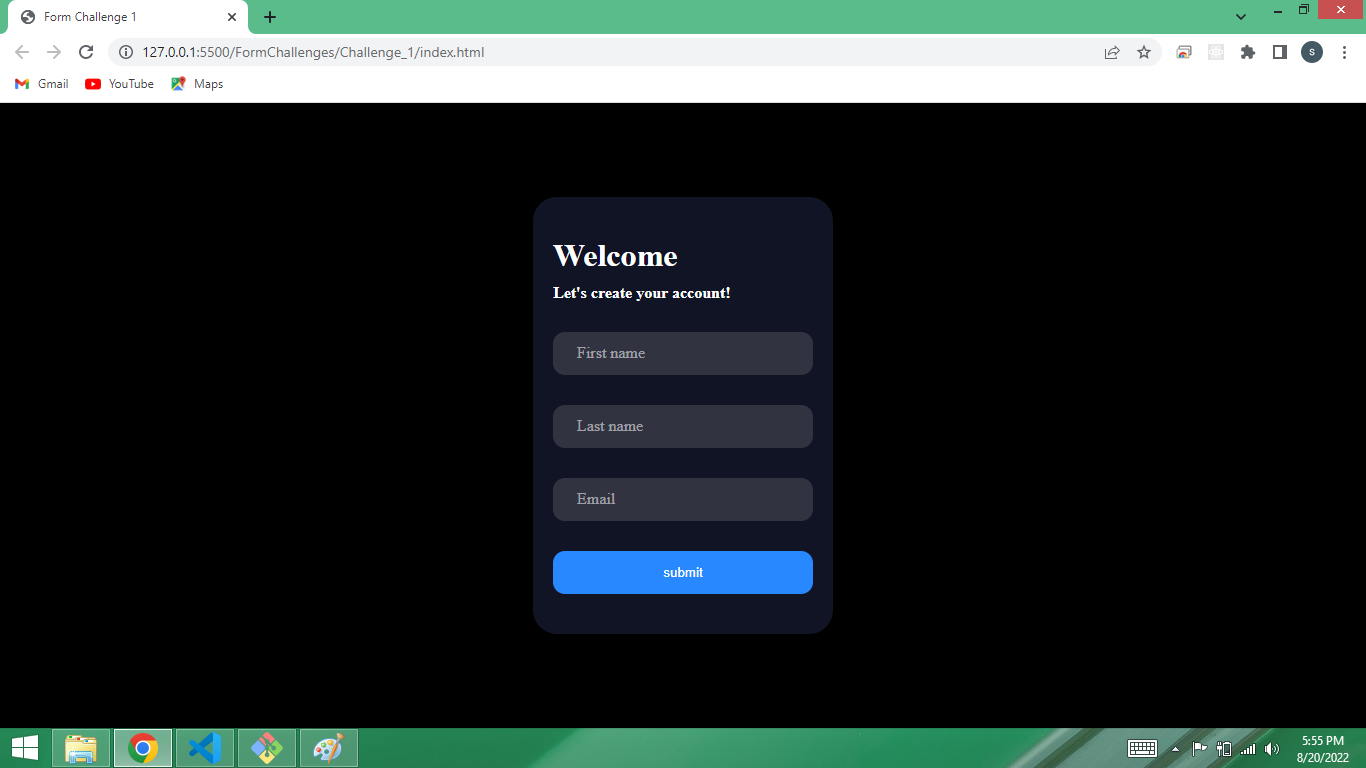 Form Challenge 1
127.0.0.1:5500/FormChallenges/Challenge_1/index.html
S
Gmail YouTube Maps
Welcome
Let's create your account!
First name
Last name
Email
submit
5:55 PM
8/20/2022